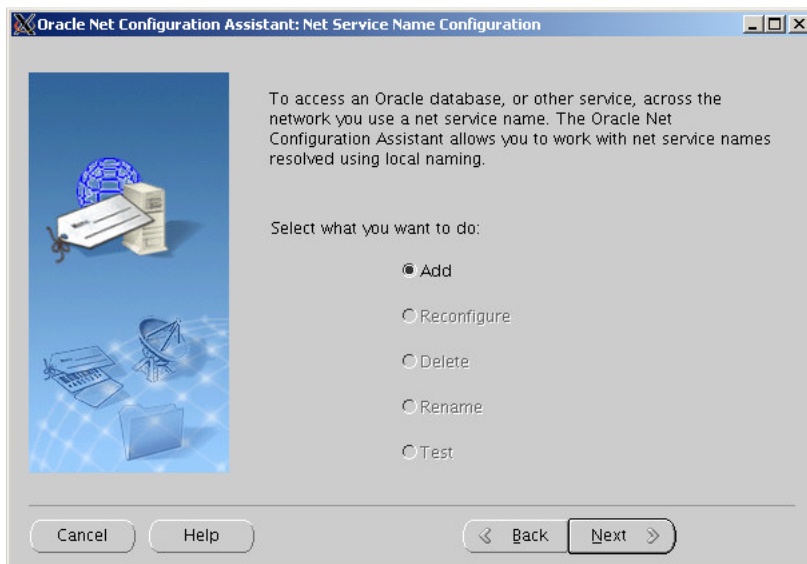 Oracle Net Configuration Assistant: Net Service Name Configuration
To access an Oracle database, or other service, across the
network you use a net service name. The Oracle Net
Configuration Assistant allows you to work with net service names
resolved using local naming.
Select what you want to do:
Add
Reconfigure
Delete
Rename
Test
Cancel
Help
Back
Next